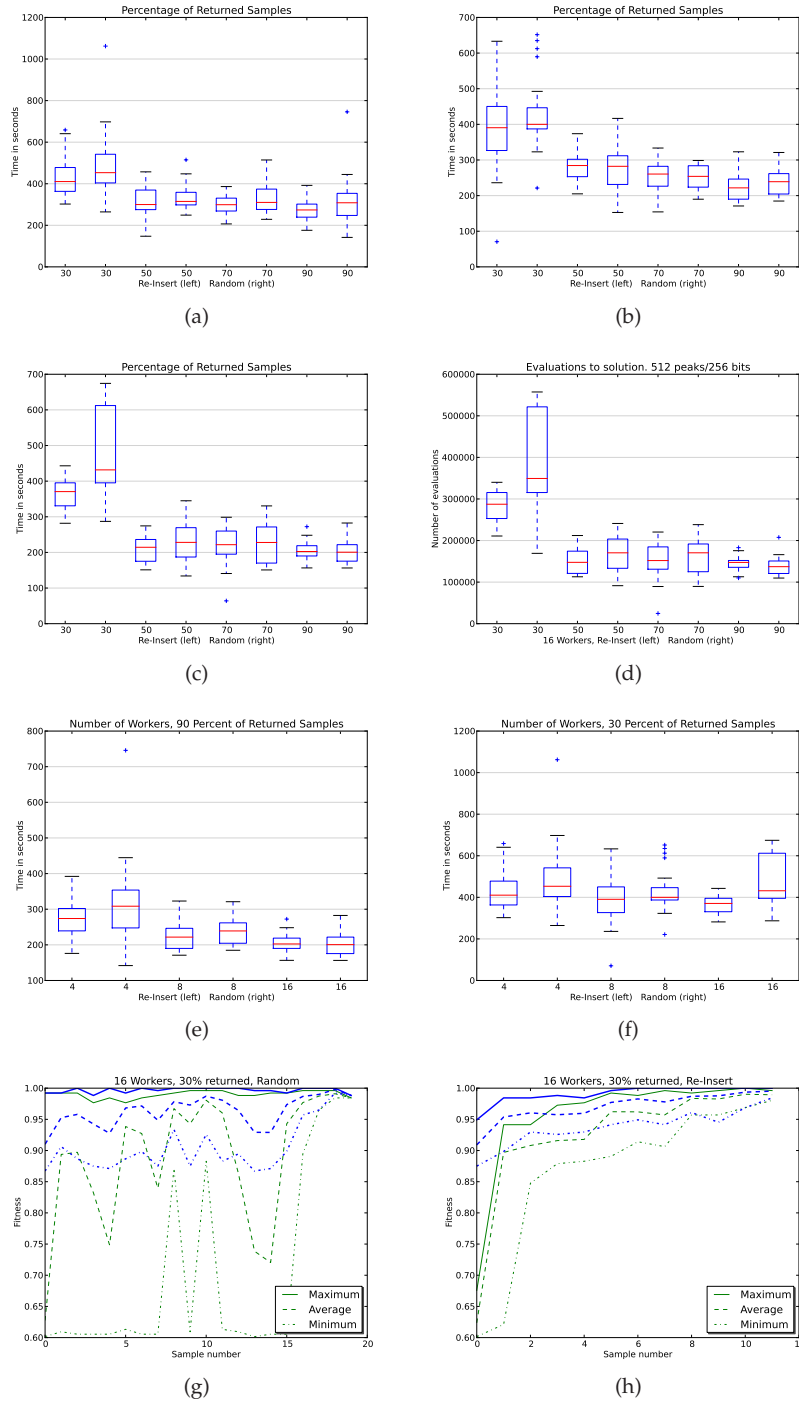 Percentage of Returned Samples
1200
1000
800
600
400
200
0
Time in seconds
30 30 50 50 70 70 90 90
Re-Insert (left) Random (right)
(a)
Percentage of Returned Samples
700
600
500
400
300
200
100
0
Time in seconds
30 30 50 50 70 70 90 90
Re-Insert (left) Random (right)
(b)
Percentage of Returned Samples
700
600
500
400
300
200
100
0
Time in seconds
30 30 50 50 70 70 90 90
Re-Insert (left) Random (right)
(c)
Evaluations to solution. 512 peaks/256 bits
600000
500000
400000
300000
200000
100000
0
Number of evaluations
30 30 50 50 70 70 90 90
16 Workers, Re-Insert (left) Random (right)
(d)
Number of Workers, 90 Percent of Returned Samples
800
700
600
500
400
300
200
100
Time in seconds
4 4 8 8 16 16
Re-Insert (left) Random (right)
(e)
Number of Workers, 30 Percent of Returned Samples
1200
1000
800
600
400
200
0
Time in seconds
4 4 8 8 16 16
Re-Insert (left) Random (right)
(f)
16 Workers, 30% returned, Random
1.00
0.95
0.90
0.85
0.80
0.75
0.70
0.65
0.60
Fitness
Maximum
Average
Minimum
0 5 10 15 20
Sample number
(g)
16 Workers, 30% returned, Re-Insert
1.00
0.95
0.90
0.85
0.80
0.75
0.70
0.65
0.60
Fitness
Maximum
Average
Minimum
0 2 4 6 8 10
Sample number
(h)